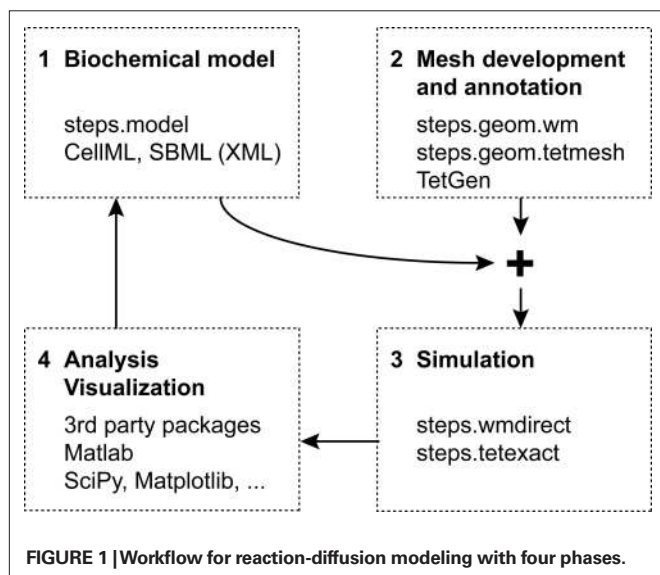 1 Biochemical model
steps.model
CellML, SBML (XML)
2 Mesh development
and annotation
steps.geom.wm
steps.geom.tetmesh
TetGen
+
4 Analysis
Visualization
3rd party packages
Matlab
SciPy, Matplotlib, ...
3 Simulation
steps.wmdirect
steps.tetexact
FIGURE 1 | Workflow for reaction-diffusion modeling with four phases.